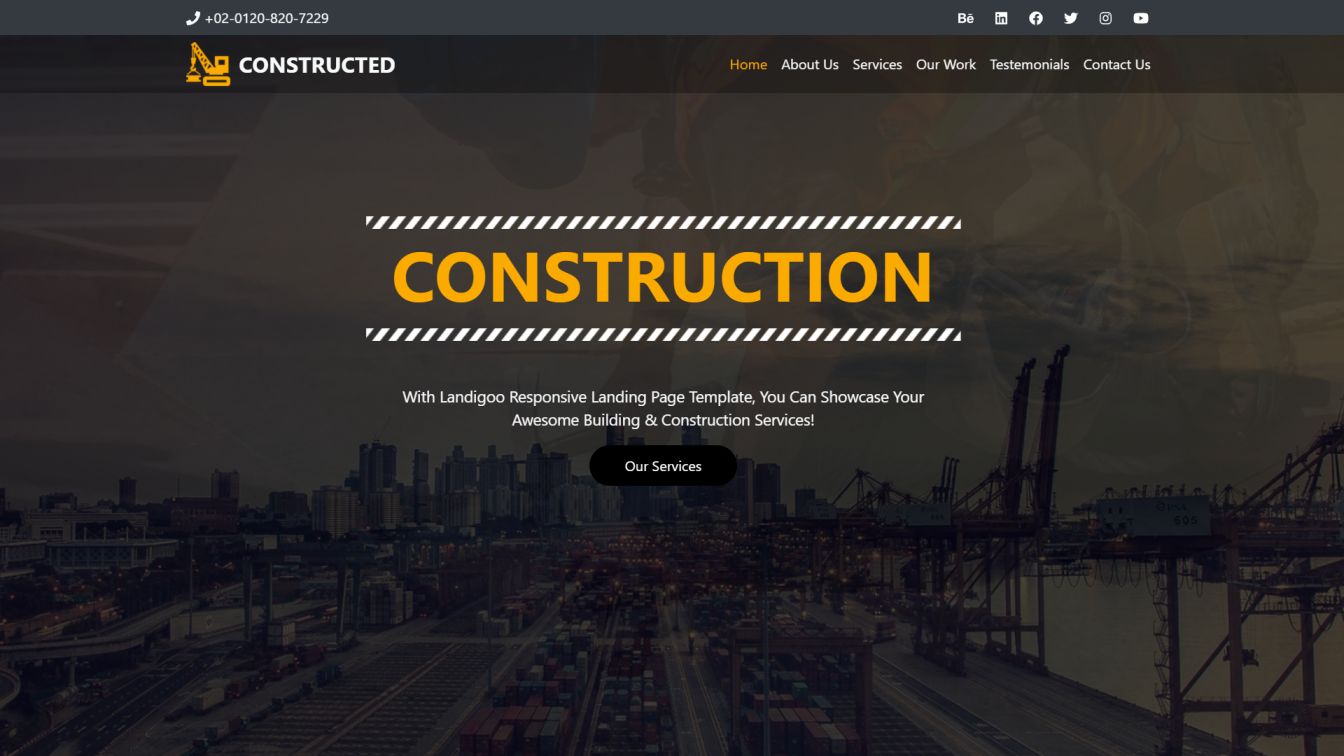 +02-0120-820-7229
Bē
CONSTRUCTED
Home About Us Services Our Work Testemonials Contact Us
CONSTRUCTION
With Landigoo Responsive Landing Page Template, You Can Showcase Your
Awesome Building & Construction Services!
Our Services
605